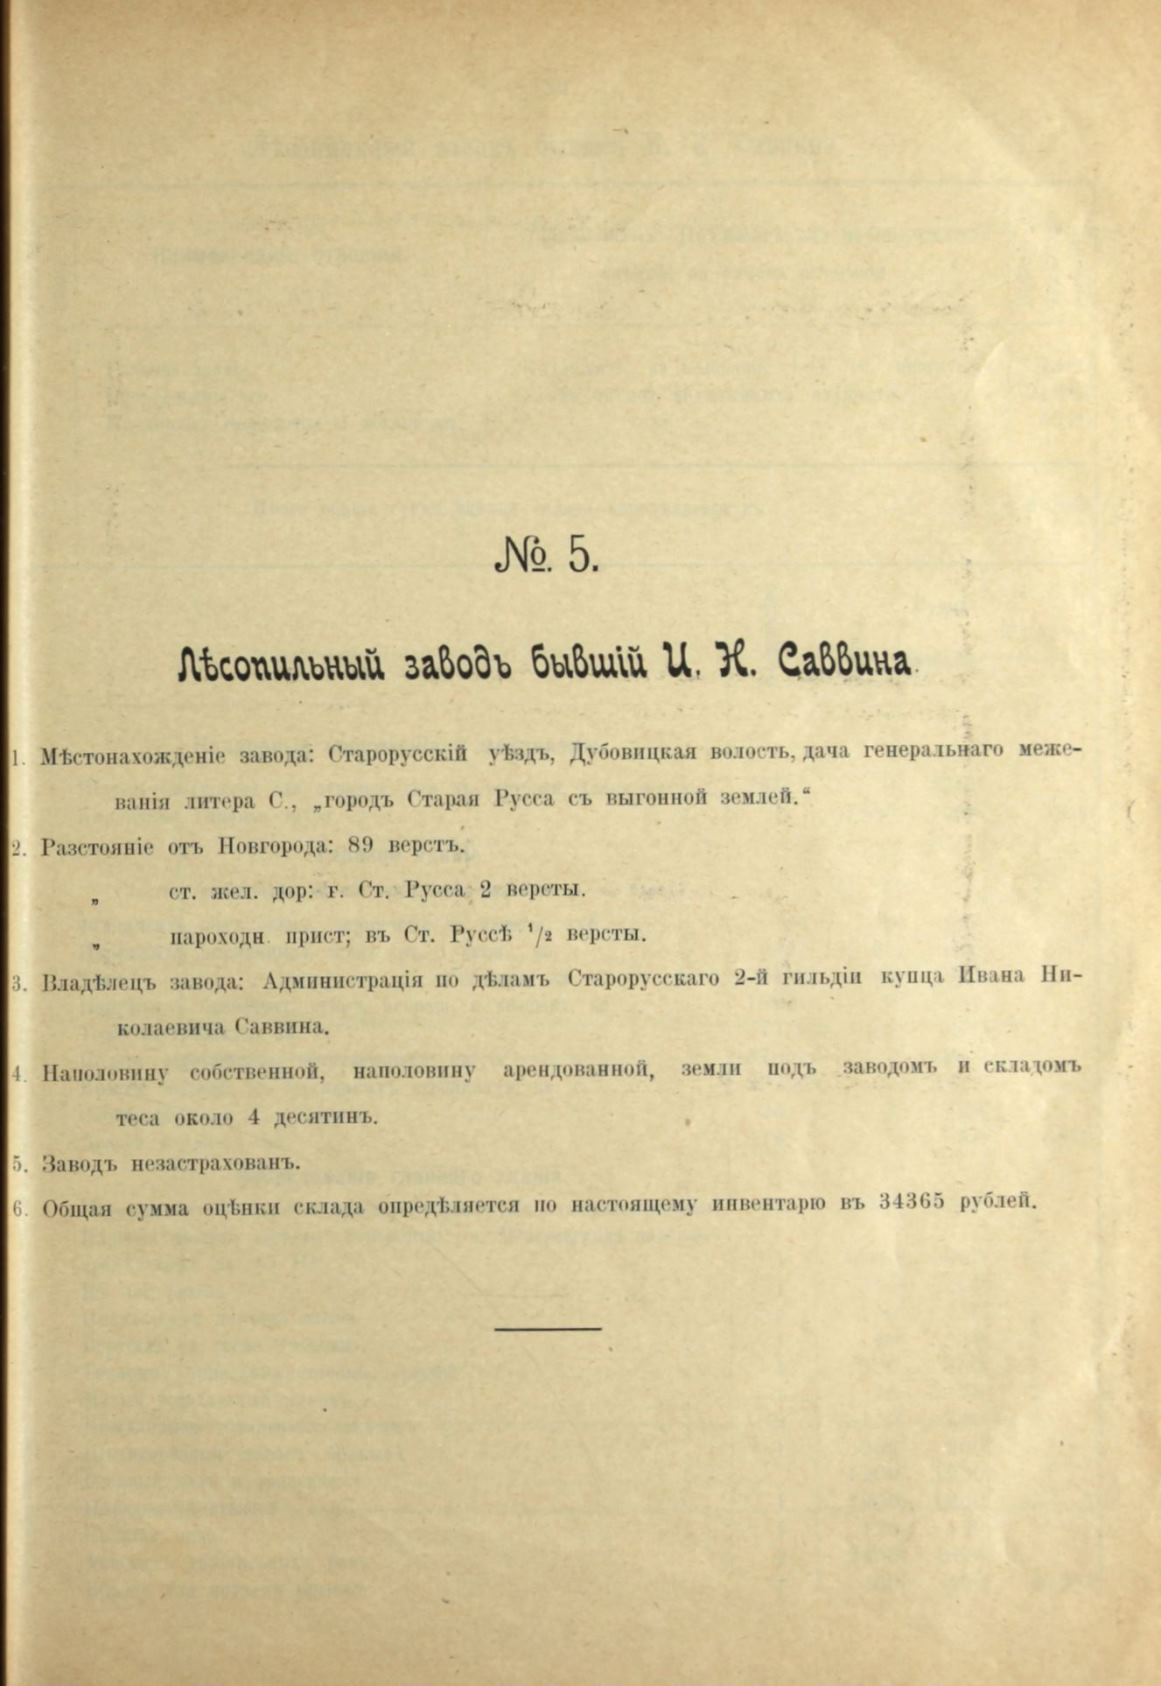 №. 5.
Лѣсопильный заводъ бывшій И. Н. Саввина.
1. Мѣстонахожденіе завода: Старорусскій уѣздъ, Дубовицкая волость, дача генеральнаго меже-
ванія литера С., „городъ Старая Русса съ выгонной землей.“
2. Разстояніе отъ Новгорода: 89 верстъ.
„ ст. жел. дор: г. Ст. Русса 2 версты.
„ пароходн. прист; въ Ст. Руссѣ 1/2 версты.
3. Владѣлецъ завода: Администрація по дѣламъ Старорусскаго 2-й гильдіи купца Ивана Ни-
колаевича Саввина.
4. Наполовину собственной, наполовину арендованной, земли подъ заводомъ и складомъ
теса около 4 десятинъ.
5. Заводъ незастрахованъ.
6. Общая сумма оцѣнки склада опредѣляется по настоящему инвентарю въ 34365 рублей.